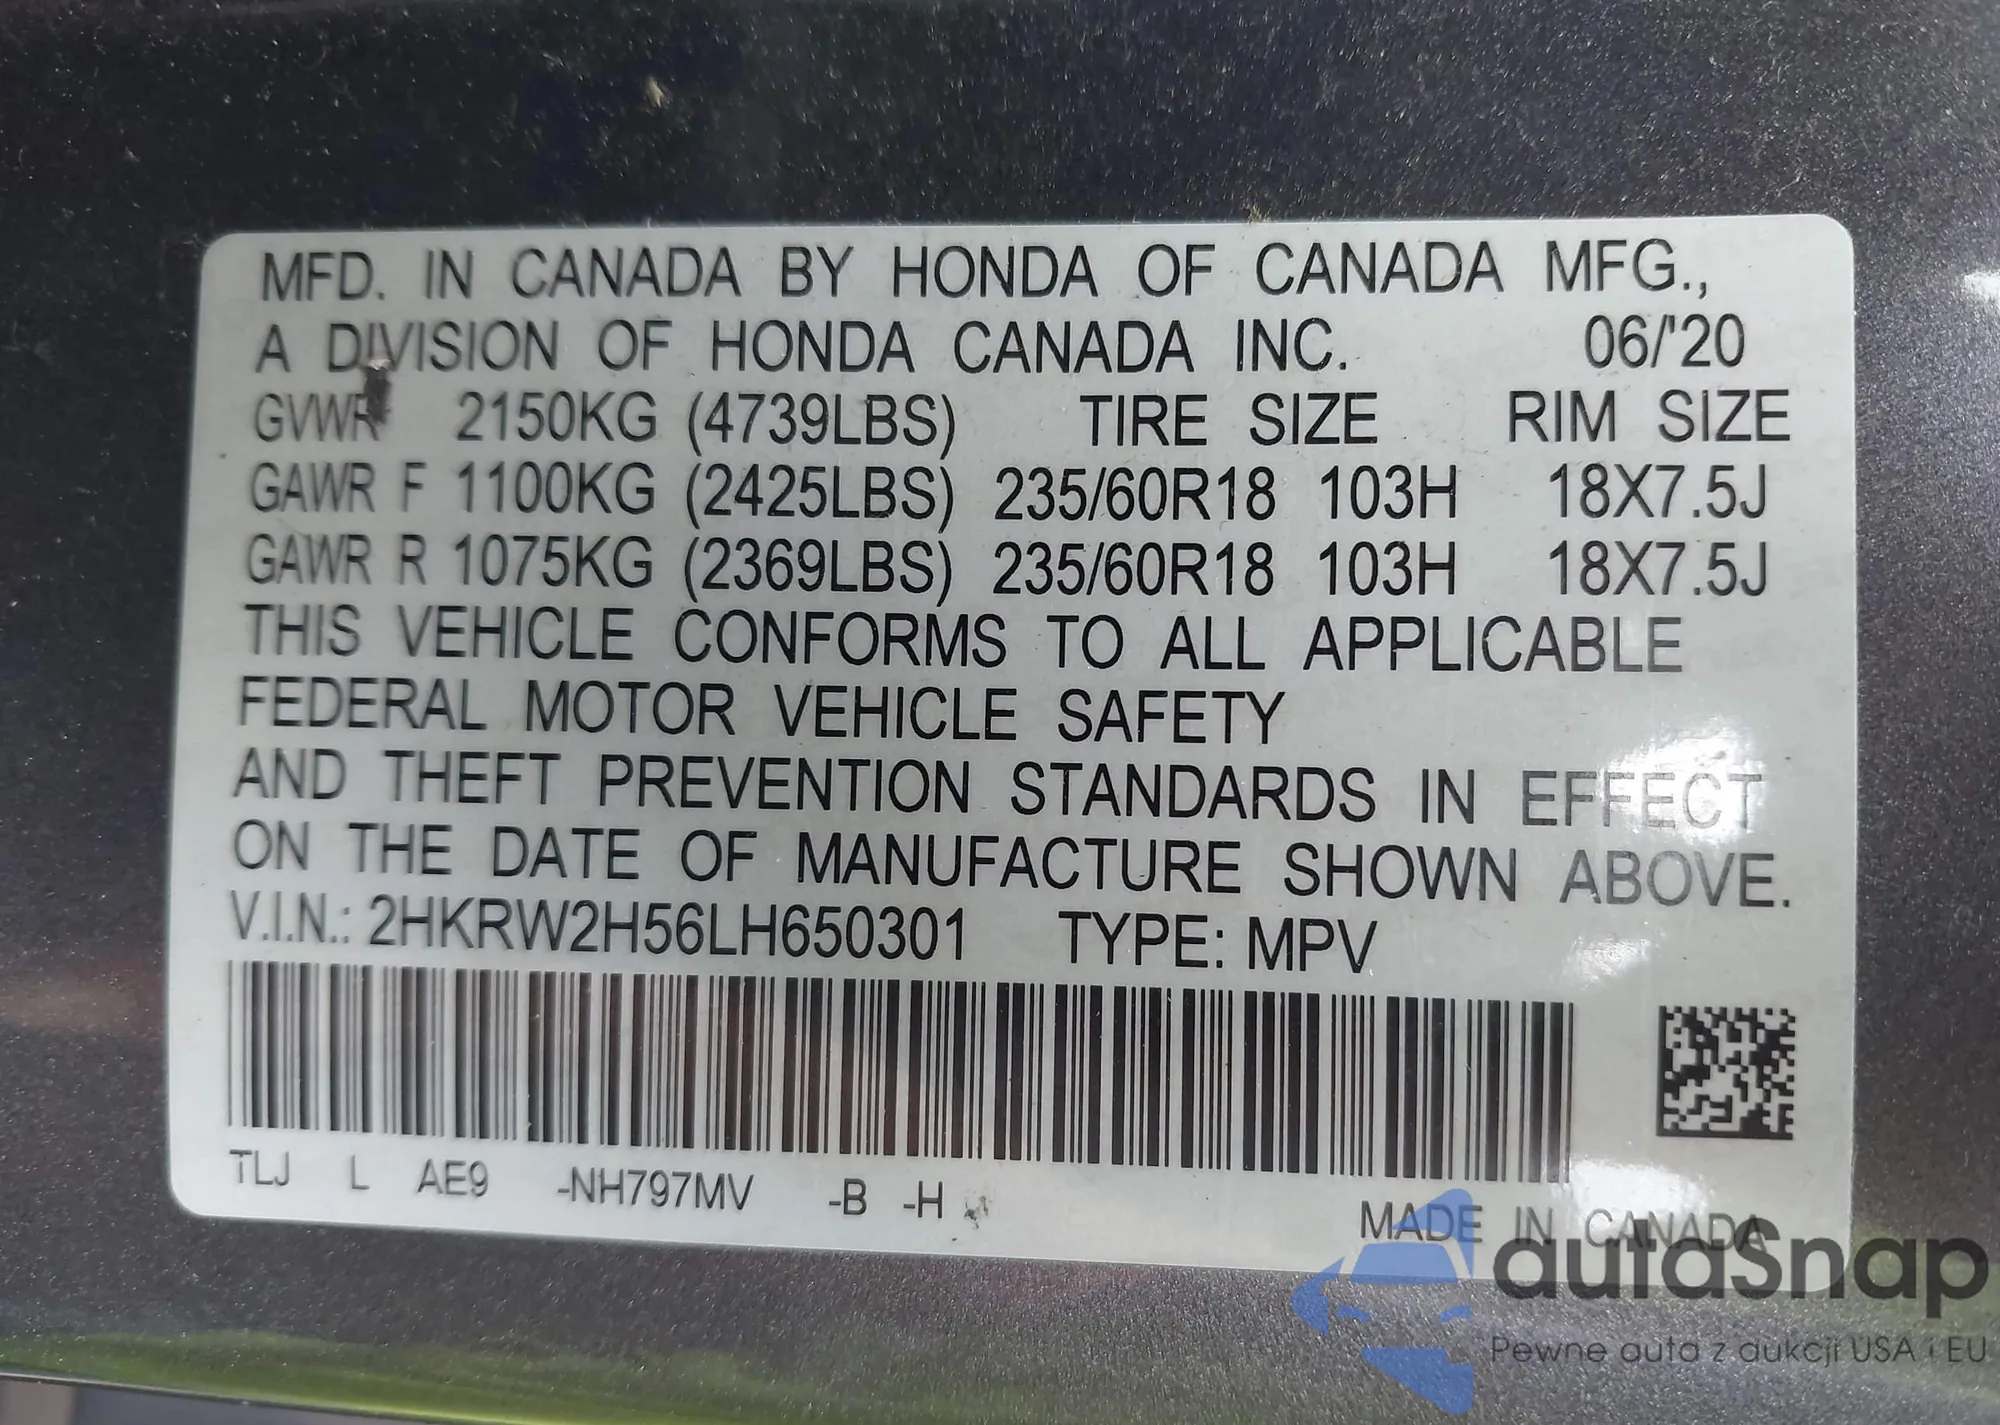 MFD. IN CANADA BY HONDA OF CANADA MFG.,
A DIVISION OF HONDA CANADA INC. 06/'20
GVWR 2150KG (4739LBS) TIRE SIZE RIM SIZE
GAWR F 1100KG (2425LBS) 235/60R18 103H 18X7.5J
GAWR R 1075KG (2369LBS) 235/60R18 103H 18X7.5J
THIS VEHICLE CONFORMS TO ALL APPLICABLE
FEDERAL MOTOR VEHICLE SAFETY
AND THEFT PREVENTION STANDARDS IN EFFECT
ON THE DATE OF MANUFACTURE SHOWN ABOVE.
V.I.N.: 2HKRW2H56LH650301 TYPE: MPV
TLJ L AE9 -NH797MV -B -H
MADE IN CANADA
autaSnap
Pewne auta z aukcji USA i EU